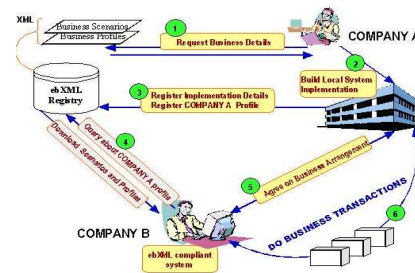 XML
Business Scenarios
Business Profiles
1
Request Business Details
COMPANY A
2
Build Local System
Implementation
ebXML
Registry
3
Register Implementation Details
Register COMPANY A Profile
4
Query about COMPANY A profile
Download Scenarios and Profiles
5
Agree on Business Arrangement
6
DO BUSINESS TRANSACTIONS
COMPANY B
ebXML compliant
system